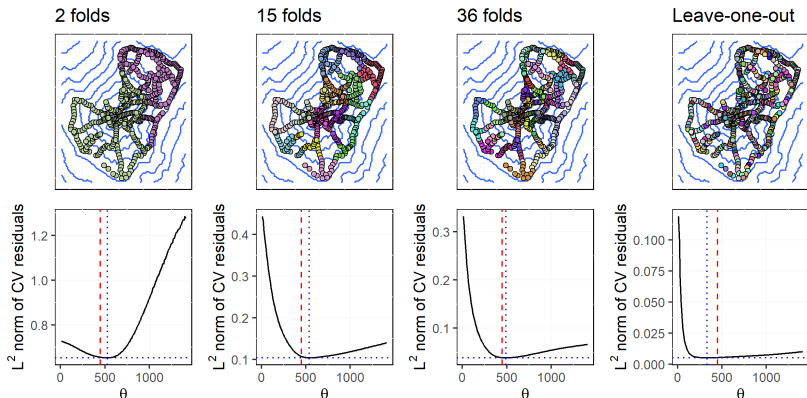 2 folds
15 folds
36 folds
Leave-one-out
L² norm of CV residuals
1.2
1.0
0.8
0 500 1000
θ
L² norm of CV residuals
0.4
0.3
0.2
0.1
0 500 1000
θ
L² norm of CV residuals
0.3
0.2
0.1
0 500 1000
θ
L² norm of CV residuals
0.100
0.075
0.050
0.025
0.000
0 500 1000
θ